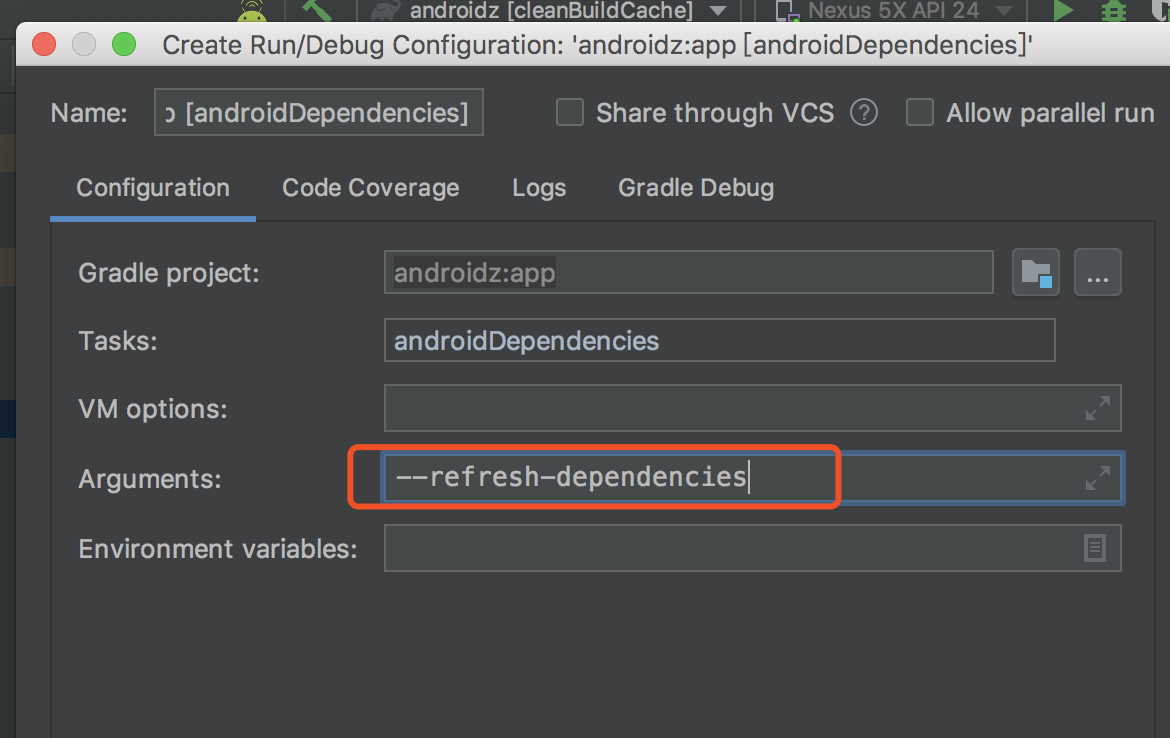 androidz [cleanBuildCache] Nexus 5X API 24
Create Run/Debug Configuration: 'androidz:app [androidDependencies]'
Name: [androidDependencies] Share through VCS ? Allow parallel run
Configuration Code Coverage Logs Gradle Debug
Gradle project: androidz:app ...
Tasks: androidDependencies
VM options:
Arguments: --refresh-dependencies
Environment variables: